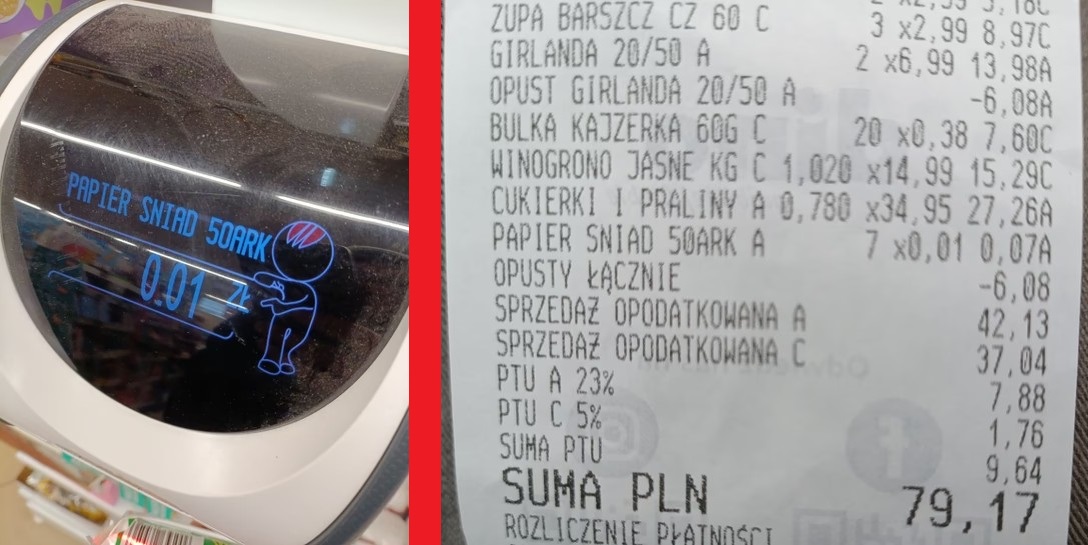 PAPIER SNIAD 50ARK
0.01 ZŁ
ZUPA BARSZCZ CZ 60 C 3 x2,99 8,97C
GIRLANDA 20/50 A 2 x6,99 13,98A
OPUST GIRLANDA 20/50 A -6,08A
BULKA KAJZERKA 60G C 20 x0,38 7,60C
WINOGRONO JASNE KG C 1,020 x14,99 15,29C
CUKIERKI I PRALINY A 0,780 x34,95 27,26A
PAPIER SNIAD 50ARK A 7 x0,01 0,07A
OPUSTY ŁĄCZNIE -6,08
SPRZEDAŻ OPODATKOWANA A 42,13
SPRZEDAŻ OPODATKOWANA C 37,04
PTU A 23% 7,88
PTU C 5% 1,76
SUMA PTU 9,64
SUMA PLN 79,17
ROZLICZENIE PŁATNOŚCI